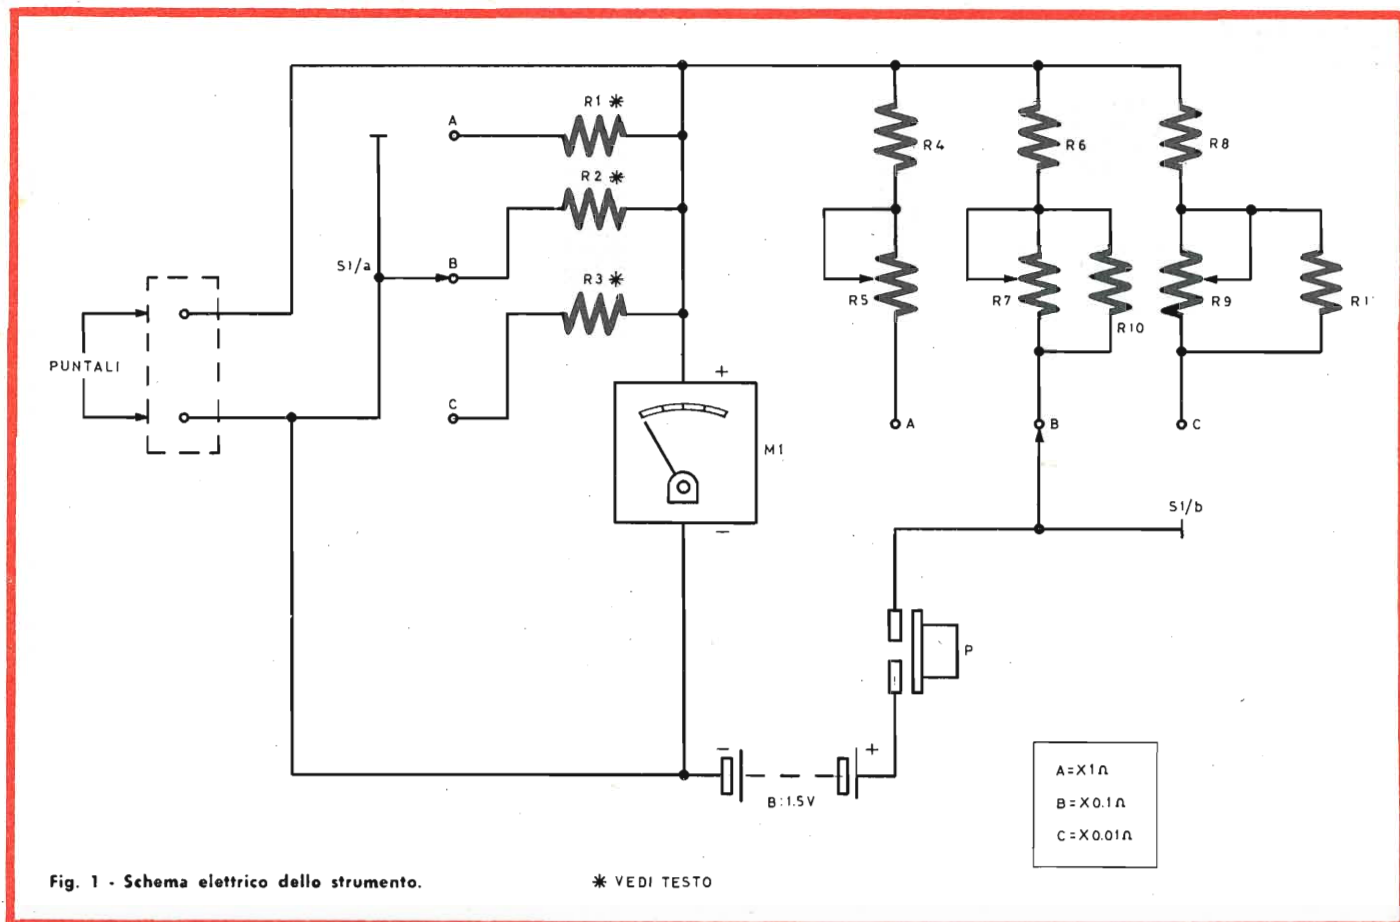 R1 *
A
R4
R6
R8
R2 *
S1/a
B
R3 *
R5
R7
R9
R10
PUNTALI
+
C
A
B
C
M1
−
S1/b
P
−
+
B:1.5V
A=X1Ω
B=X0.1Ω
C=X0.01Ω
Fig. 1 - Schema elettrico dello strumento.
* VEDI TESTO